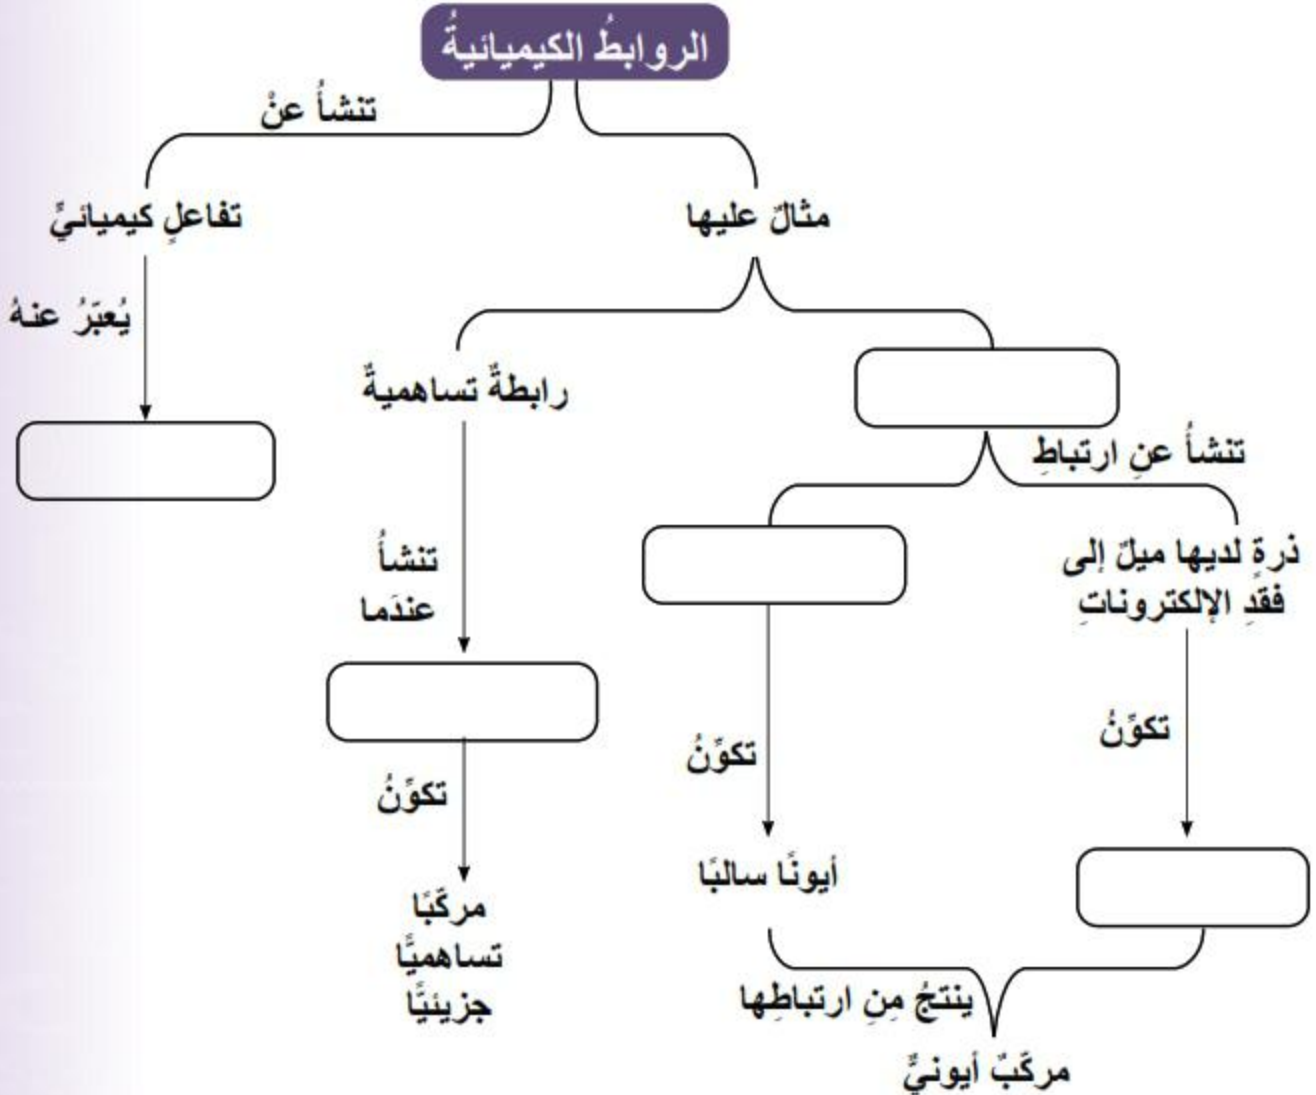 الروابطُ الكيميائيةُ
تنشأُ عنْ
مثالٌ عليها
تفاعلٍ كيميائيٍّ
يُعبّرُ عنهُ
رابطةٌ تساهميةٌ
تنشأُ عنِ ارتباطِ
ذرةٍ لديها ميلٌ إلى
فقدِ الإلكتروناتِ
تنشأُ
عندَما
تكوِّنُ
تكوِّنُ
تكوِّنُ
أيونًا سالبًا
مركّبًا
تساهميًّا
جزيئيًّا
ينتجُ مِنِ ارتباطِها
مركّبٌ أيونيٌّ